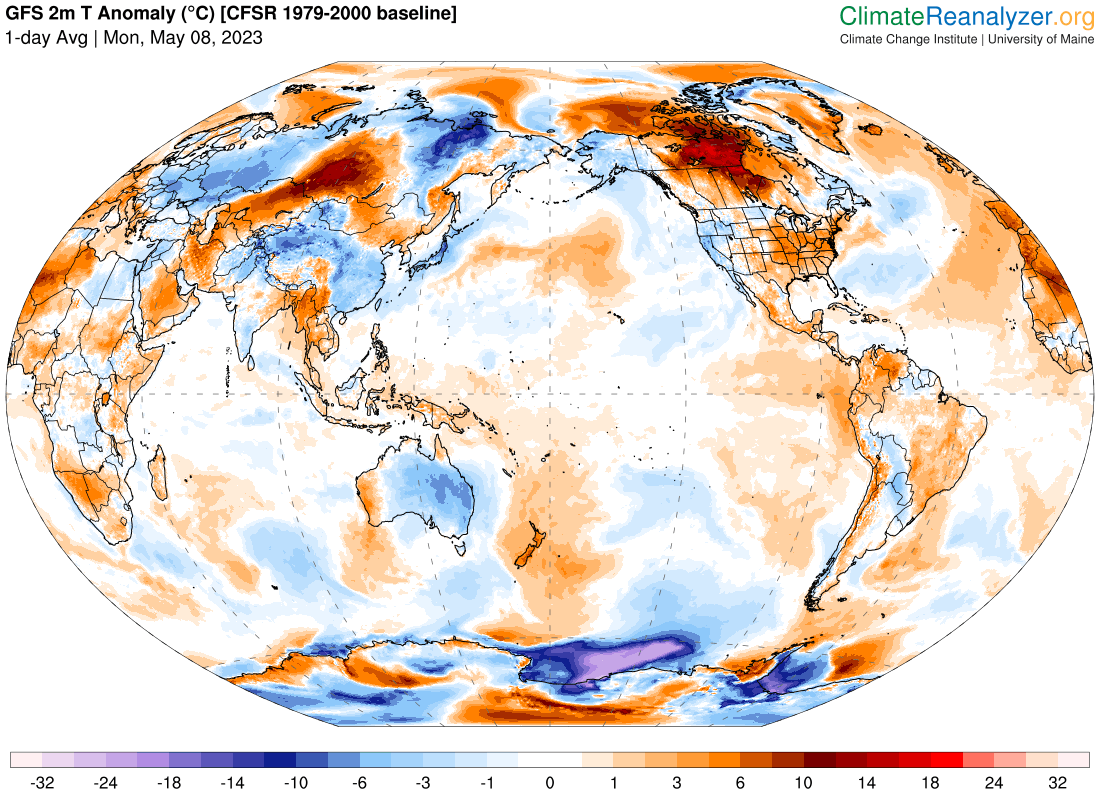 GFS 2m T Anomaly (°C) [CFSR 1979-2000 baseline]
1-day Avg | Mon, May 08, 2023
ClimateReanalyzer.org
Climate Change Institute | University of Maine
-32 -24 -18 -14 -10 -6 -3 -1 0 1 3 6 10 14 18 24 32